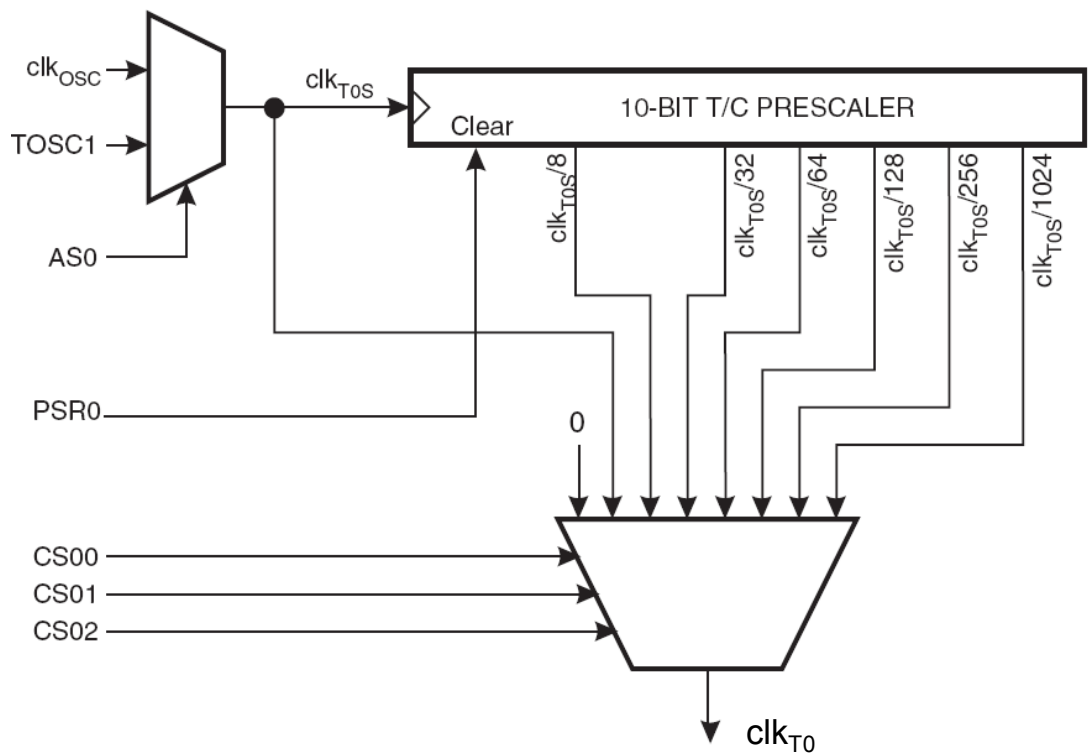 clkOSC
TOSC1
AS0
clkT0S
10-BIT T/C PRESCALER
Clear
clkT0S/8
clkT0S/32
clkT0S/64
clkT0S/128
clkT0S/256
clkT0S/1024
PSR0
0
CS00
CS01
CS02
clkT0